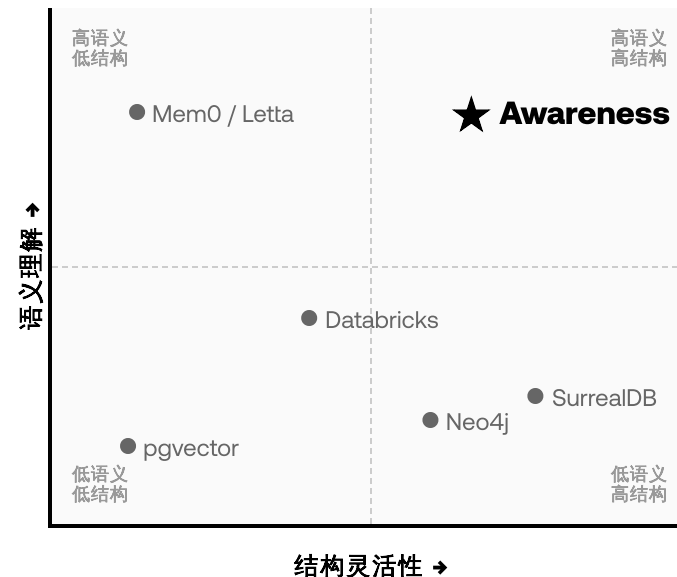 高语义
低结构
高语义
高结构
Mem0 / Letta
Awareness
语义理解 →
Databricks
SurrealDB
Neo4j
pgvector
低语义
低结构
低语义
高结构
结构灵活性 →